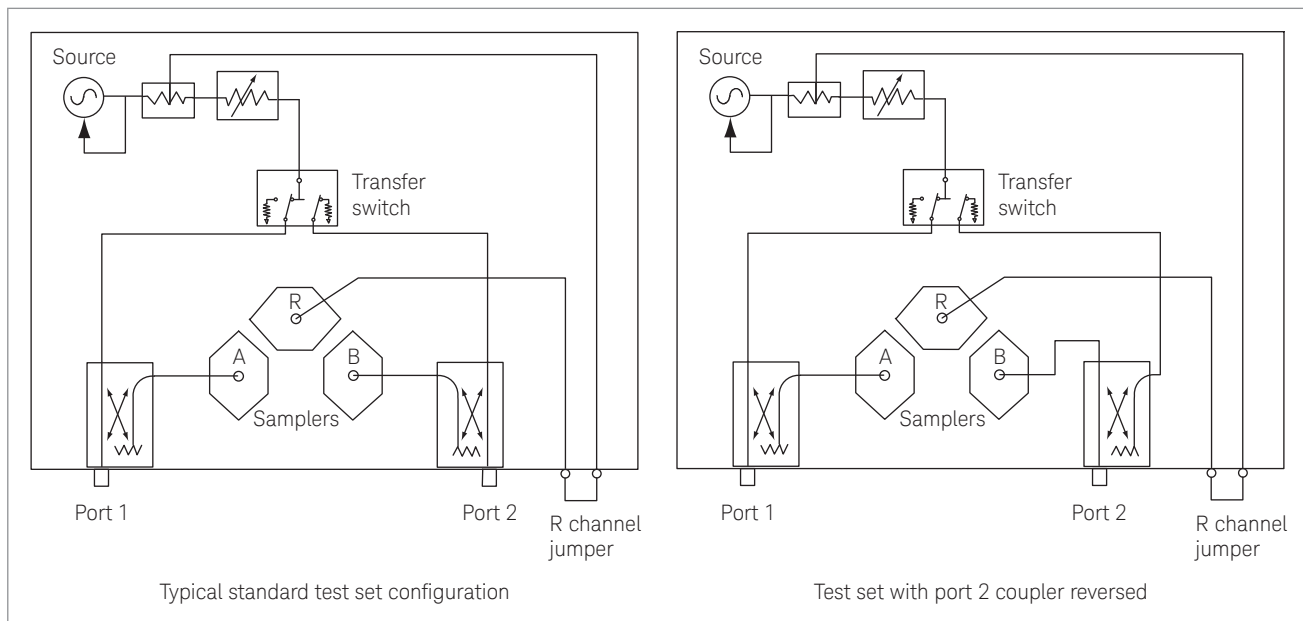 Source
Transfer
switch
R
A
B
Samplers
Port 1
Port 2
R channel
jumper
Typical standard test set configuration
Source
Transfer
switch
R
A
B
Samplers
Port 1
Port 2
R channel
jumper
Test set with port 2 coupler reversed